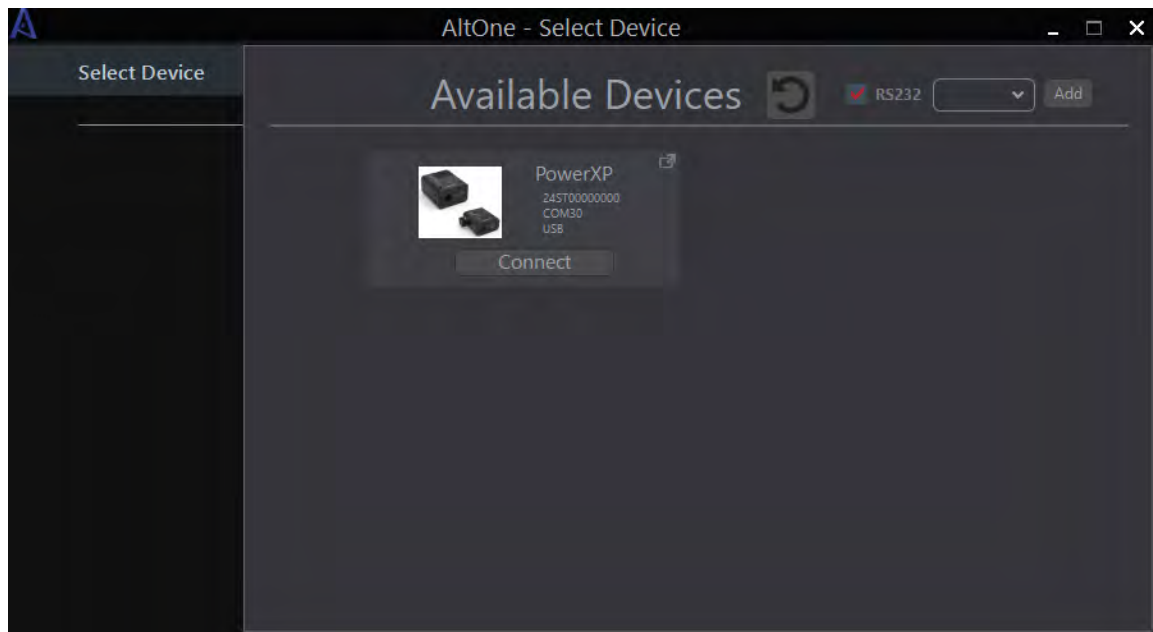 AltOne - Select Device
Select Device
Available Devices
RS232
Add
PowerXP
24ST00000000
COM30
USB
Connect